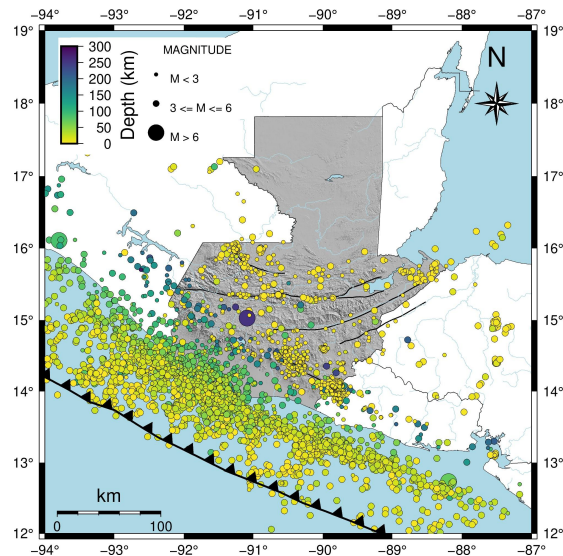 −94° −93° −92° −91° −90° −89° −88° −87°
19° 19°
18° 18°
17° 17°
16° 16°
15° 15°
14° 14°
13° 13°
12° 12°
−94° −93° −92° −91° −90° −89° −88° −87°
300
250
200
150
100
50
0
Depth (km)
MAGNITUDE
M < 3
3 <= M <= 6
M > 6
N
km
0 100